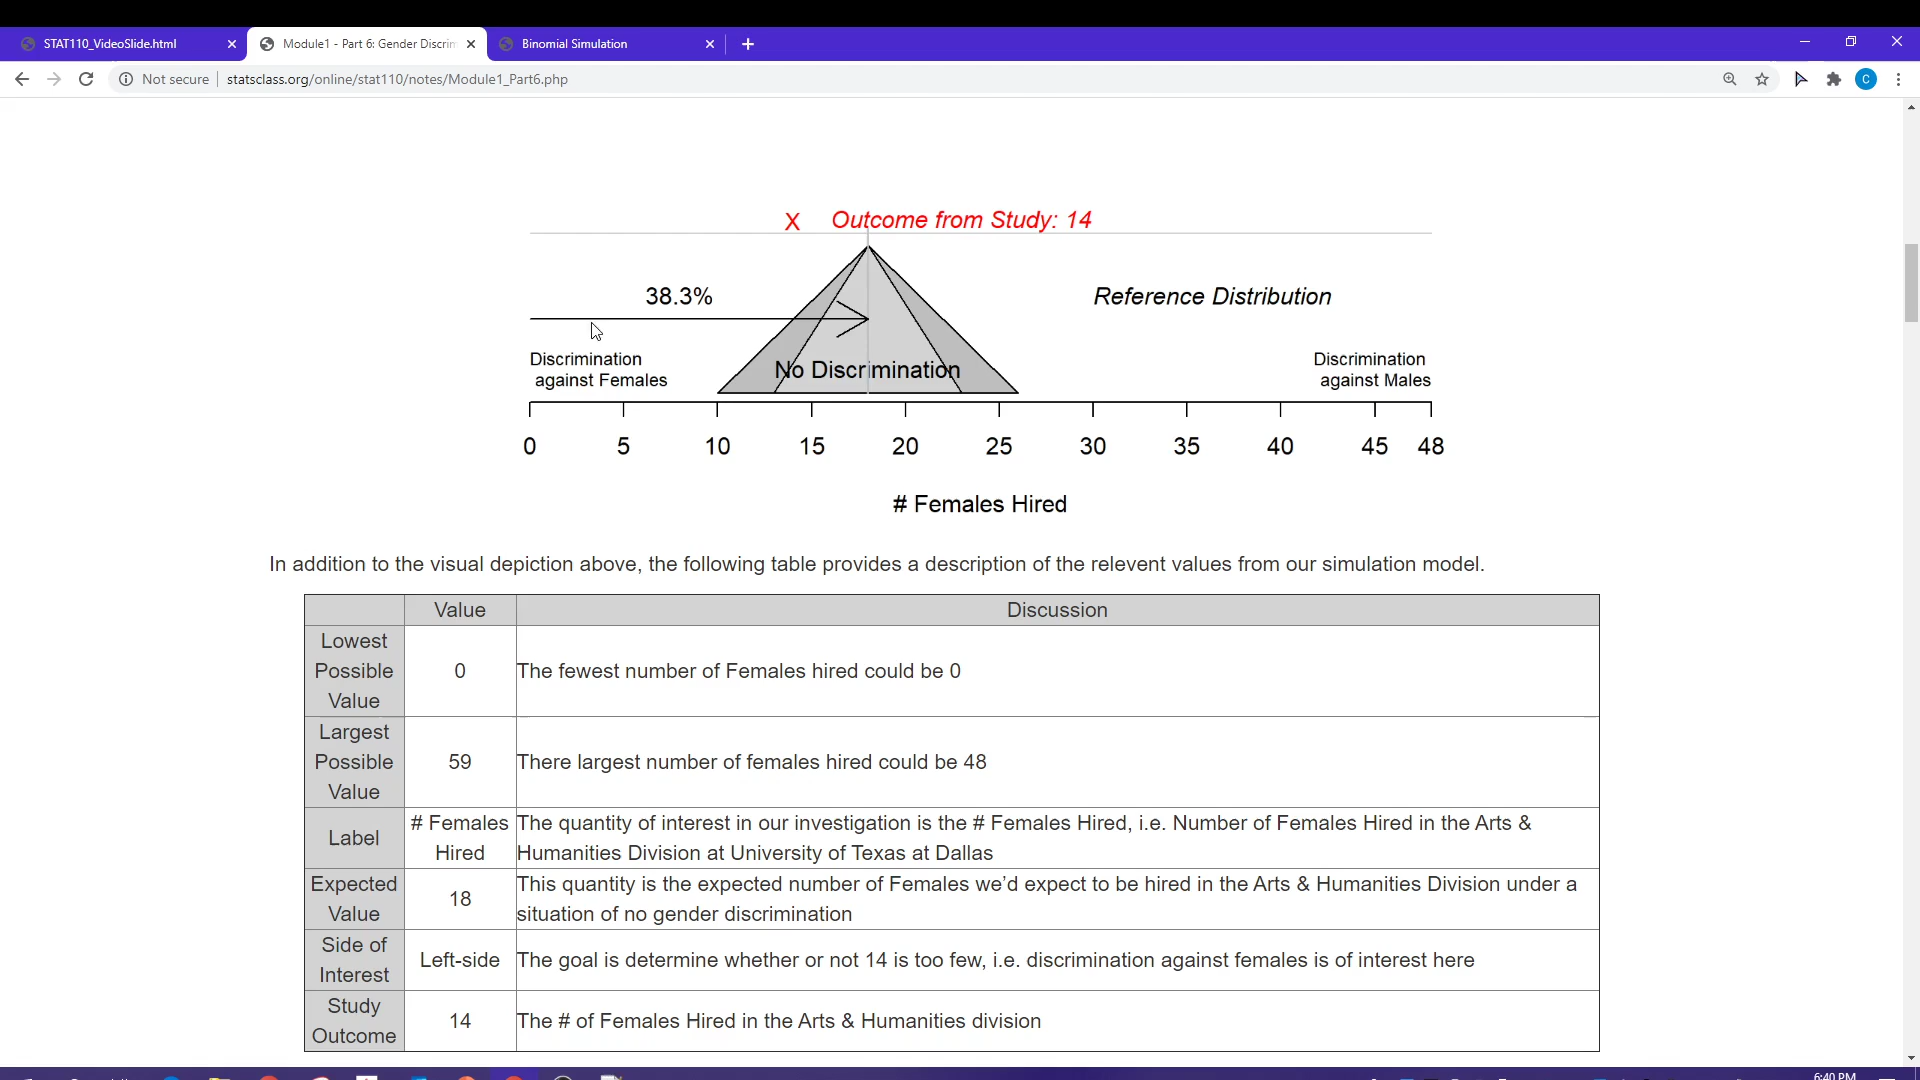 STAT110_VideoSlide.html
Module1 - Part 6: Gender Discrim
Binomial Simulation
Not secure
statsclass.org/online/stat110/notes/Module1_Part6.php
C
X Outcome from Study: 14
38.3%
Reference Distribution
Discrimination
against Females
No Discrimination
Discrimination
against Males
0 5 10 15 20 25 30 35 40 45 48
# Females Hired
In addition to the visual depiction above, the following table provides a description of the relevent values from our simulation model.
Value Discussion
Lowest
Possible
Value
0
The fewest number of Females hired could be 0
Largest
Possible
Value
59
There largest number of females hired could be 48
Label
# Females
Hired
The quantity of interest in our investigation is the # Females Hired, i.e. Number of Females Hired in the Arts &
Humanities Division at University of Texas at Dallas
Expected
Value
18
This quantity is the expected number of Females we’d expect to be hired in the Arts & Humanities Division under a
situation of no gender discrimination
Side of
Interest
Left-side
The goal is determine whether or not 14 is too few, i.e. discrimination against females is of interest here
Study
Outcome
14
The # of Females Hired in the Arts & Humanities division
6:40 PM